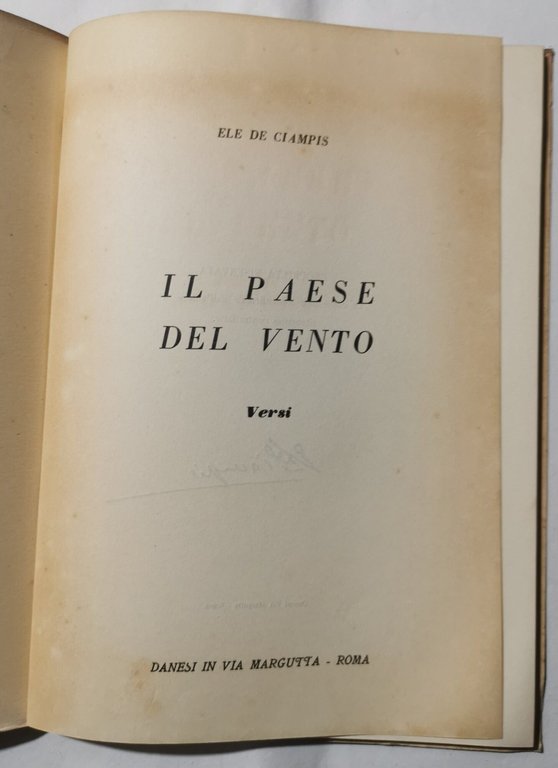 ELE DE CIAMPIS
IL PAESE
DEL VENTO
Versi
DANESI IN VIA MARGUTTA - ROMA